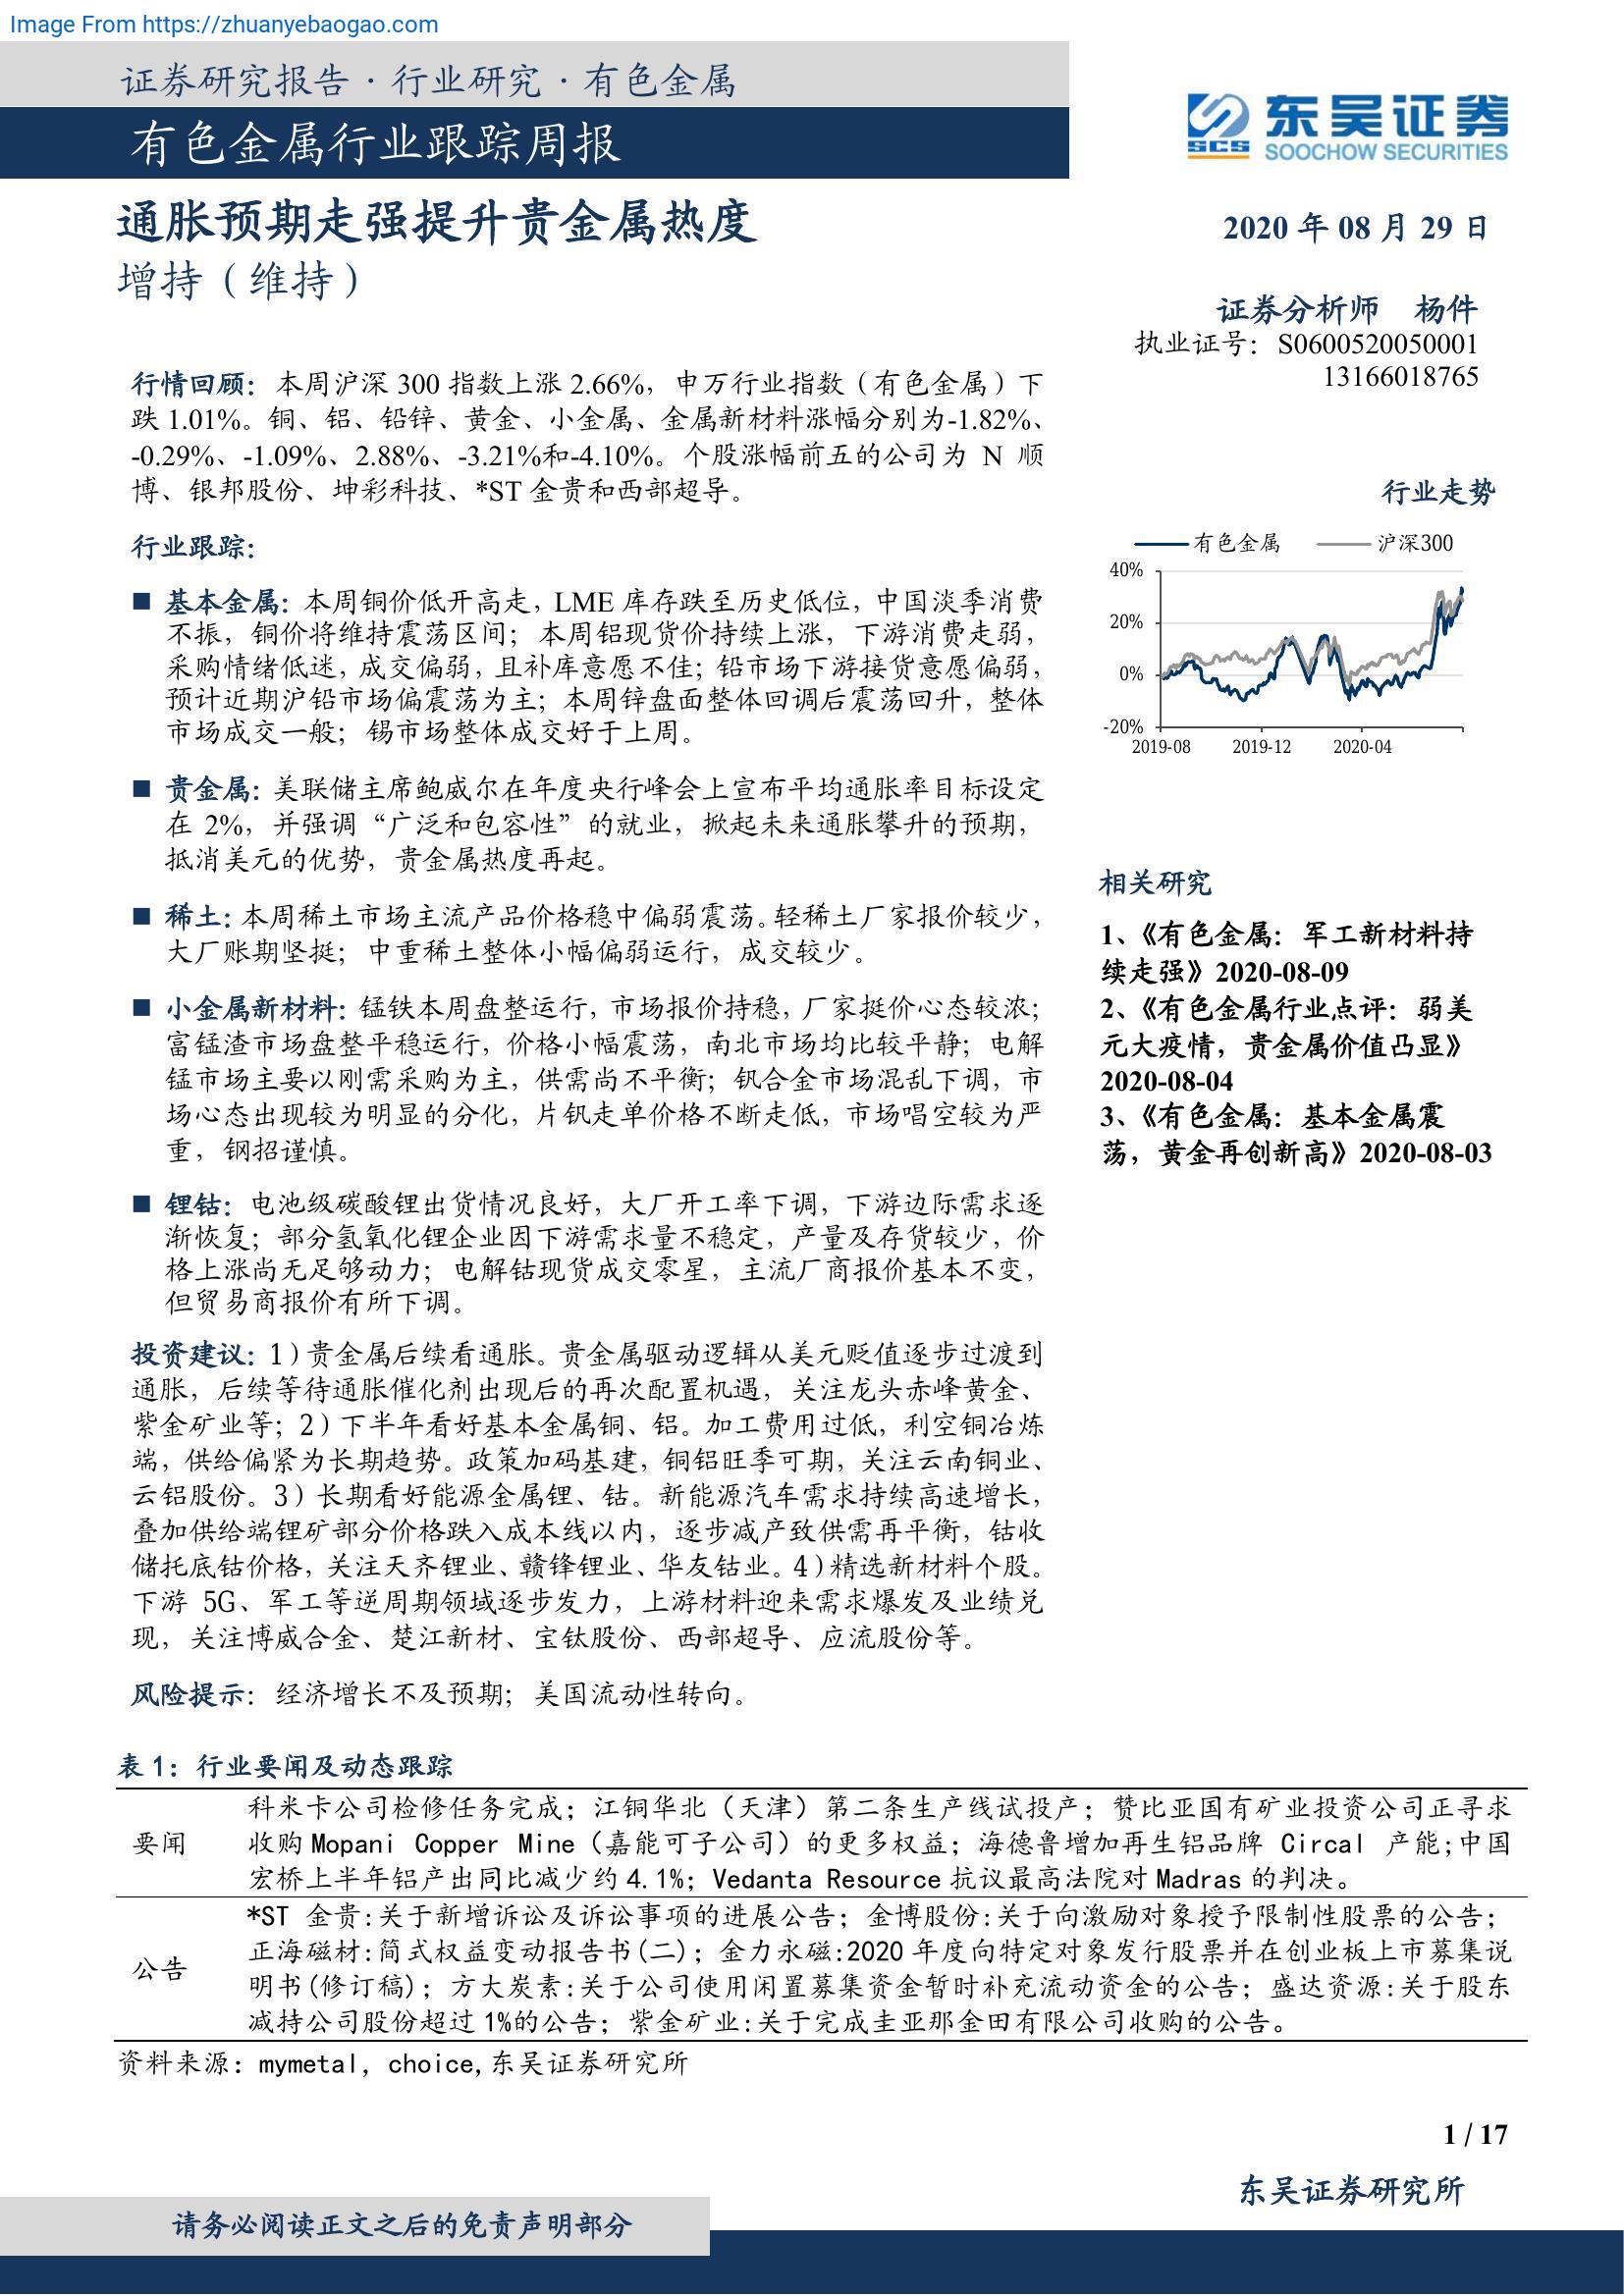 Image From https://zhuanyebaogao.com
证券研究报告·行业研究·有色金属
有色金属行业跟踪周报
东吴证券
SCS
SOOCHOW SECURITIES
通胀预期走强提升贵金属热度
增持（维持）
2020 年 08 月 29 日
证券分析师 杨件
执业证号：S0600520050001
13166018765
行情回顾：本周沪深 300 指数上涨 2.66%，申万行业指数（有色金属）下
跌 1.01%。铜、铝、铅锌、黄金、小金属、金属新材料涨幅分别为-1.82%、
-0.29%、-1.09%、2.88%、-3.21%和-4.10%。个股涨幅前五的公司为 N 顺
博、银邦股份、坤彩科技、*ST 金贵和西部超导。
行业跟踪：
■ 基本金属：本周铜价低开高走，LME 库存跌至历史低位，中国淡季消费
不振，铜价将维持震荡区间；本周铝现货价持续上涨，下游消费走弱，
采购情绪低迷，成交偏弱，且补库意愿不佳；铅市场下游接货意愿偏弱，
预计近期沪铅市场偏震荡为主；本周锌盘面整体回调后震荡回升，整体
市场成交一般；锡市场整体成交好于上周。
■ 贵金属：美联储主席鲍威尔在年度央行峰会上宣布平均通胀率目标设定
在 2%，并强调“广泛和包容性”的就业，掀起未来通胀攀升的预期，
抵消美元的优势，贵金属热度再起。
■ 稀土：本周稀土市场主流产品价格稳中偏弱震荡。轻稀土厂家报价较少，
大厂账期坚挺；中重稀土整体小幅偏弱运行，成交较少。
■ 小金属新材料：锰铁本周盘整运行，市场报价持稳，厂家挺价心态较浓；
富锰渣市场盘整平稳运行，价格小幅震荡，南北市场均比较平静；电解
锰市场主要以刚需采购为主，供需尚不平衡；钒合金市场混乱下调，市
场心态出现较为明显的分化，片钒走单价格不断走低，市场唱空较为严
重，钢招谨慎。
■ 锂钴：电池级碳酸锂出货情况良好，大厂开工率下调，下游边际需求逐
渐恢复；部分氢氧化锂企业因下游需求量不稳定，产量及存货较少，价
格上涨尚无足够动力；电解钴现货成交零星，主流厂商报价基本不变，
但贸易商报价有所下调。
投资建议：1）贵金属后续看通胀。贵金属驱动逻辑从美元贬值逐步过渡到
通胀，后续等待通胀催化剂出现后的再次配置机遇，关注龙头赤峰黄金、
紫金矿业等；2）下半年看好基本金属铜、铝。加工费用过低，利空铜冶炼
端，供给偏紧为长期趋势。政策加码基建，铜铝旺季可期，关注云南铜业、
云铝股份。3）长期看好能源金属锂、钴。新能源汽车需求持续高速增长，
叠加供给端锂矿部分价格跌入成本线以内，逐步减产致供需再平衡，钴收
储托底钴价格，关注天齐锂业、赣锋锂业、华友钴业。4）精选新材料个股。
下游 5G、军工等逆周期领域逐步发力，上游材料迎来需求爆发及业绩兑
现，关注博威合金、楚江新材、宝钛股份、西部超导、应流股份等。
风险提示：经济增长不及预期；美国流动性转向。
行业走势
有色金属 沪深300
40%
20%
0%
-20%
2019-08 2019-12 2020-04
相关研究
1、《有色金属：军工新材料持
续走强》2020-08-09
2、《有色金属行业点评：弱美
元大疫情，贵金属价值凸显》
2020-08-04
3、《有色金属：基本金属震
荡，黄金再创新高》2020-08-03
表 1：行业要闻及动态跟踪
要闻
科米卡公司检修任务完成；江铜华北（天津）第二条生产线试投产；赞比亚国有矿业投资公司正寻求
收购 Mopani Copper Mine（嘉能可子公司）的更多权益；海德鲁增加再生铝品牌 Circal 产能;中国
宏桥上半年铝产出同比减少约 4.1%；Vedanta Resource 抗议最高法院对 Madras 的判决。
公告
*ST 金贵:关于新增诉讼及诉讼事项的进展公告；金博股份:关于向激励对象授予限制性股票的公告；
正海磁材:简式权益变动报告书(二)；金力永磁:2020 年度向特定对象发行股票并在创业板上市募集说
明书(修订稿)；方大炭素:关于公司使用闲置募集资金暂时补充流动资金的公告；盛达资源:关于股东
减持公司股份超过 1%的公告；紫金矿业:关于完成圭亚那金田有限公司收购的公告。
资料来源：mymetal, choice,东吴证券研究所
1 / 17
东吴证券研究所
请务必阅读正文之后的免责声明部分